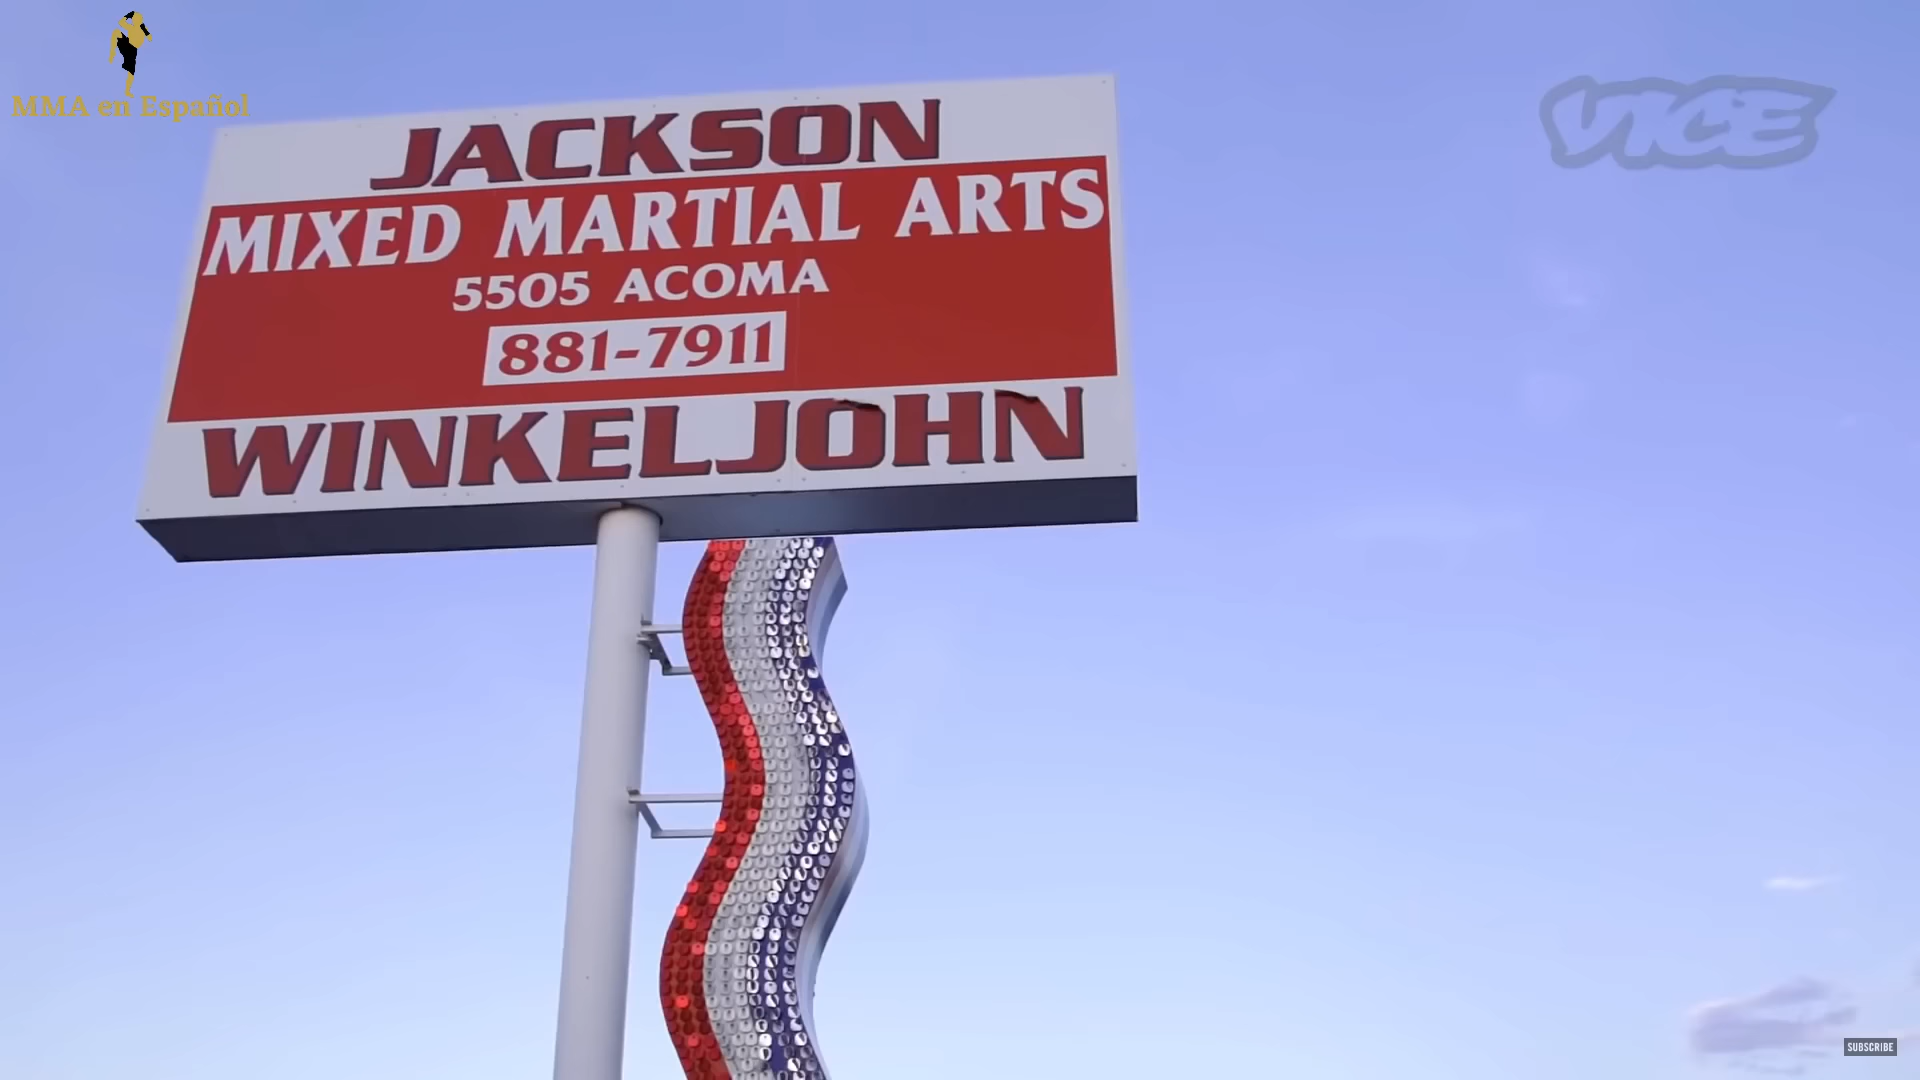 MMA en Español
VICE
JACKSON
MIXED MARTIAL ARTS
5505 ACOMA
881-7911
WINKELJOHN
SUBSCRIBE